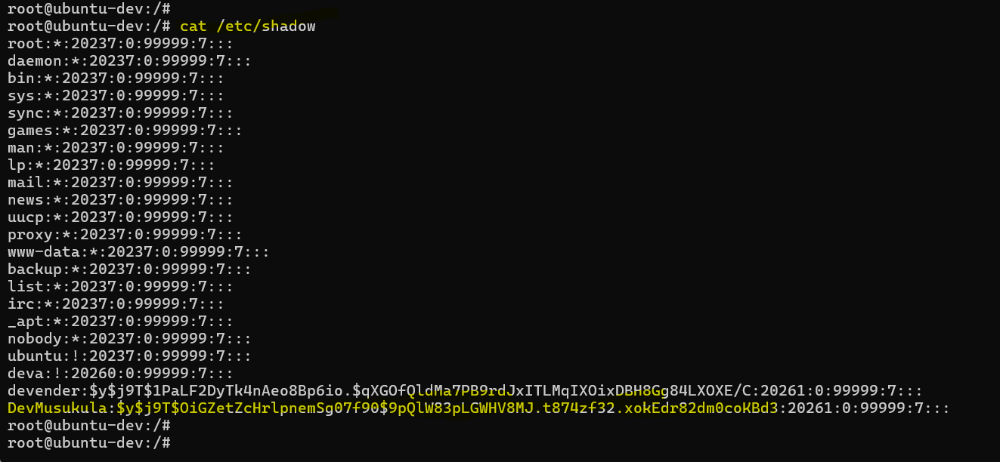 root@ubuntu-dev:/#
root@ubuntu-dev:/# cat /etc/shadow
root:*:20237:0:99999:7:::
daemon:*:20237:0:99999:7:::
bin:*:20237:0:99999:7:::
sys:*:20237:0:99999:7:::
sync:*:20237:0:99999:7:::
games:*:20237:0:99999:7:::
man:*:20237:0:99999:7:::
lp:*:20237:0:99999:7:::
mail:*:20237:0:99999:7:::
news:*:20237:0:99999:7:::
uucp:*:20237:0:99999:7:::
proxy:*:20237:0:99999:7:::
www-data:*:20237:0:99999:7:::
backup:*:20237:0:99999:7:::
list:*:20237:0:99999:7:::
irc:*:20237:0:99999:7:::
_apt:*:20237:0:99999:7:::
nobody:*:20237:0:99999:7:::
ubuntu:!:20237:0:99999:7:::
deva:!:20260:0:99999:7:::
devender:$y$j9T$1PaLF2DyTk4nAeo8Bp6io.$qXGOfQldMa7PB9rdJxITLMqIXOixDBH8Gg84LXOXE/C:20261:0:99999:7:::
DevMusukula:$y$j9T$OiGZetZcHrlpnemSg07f90$9pQlW83pLGWHV8MJ.t874zf32.xokEdr82dm0coKBd3:20261:0:99999:7:::
root@ubuntu-dev:/#
root@ubuntu-dev:/#